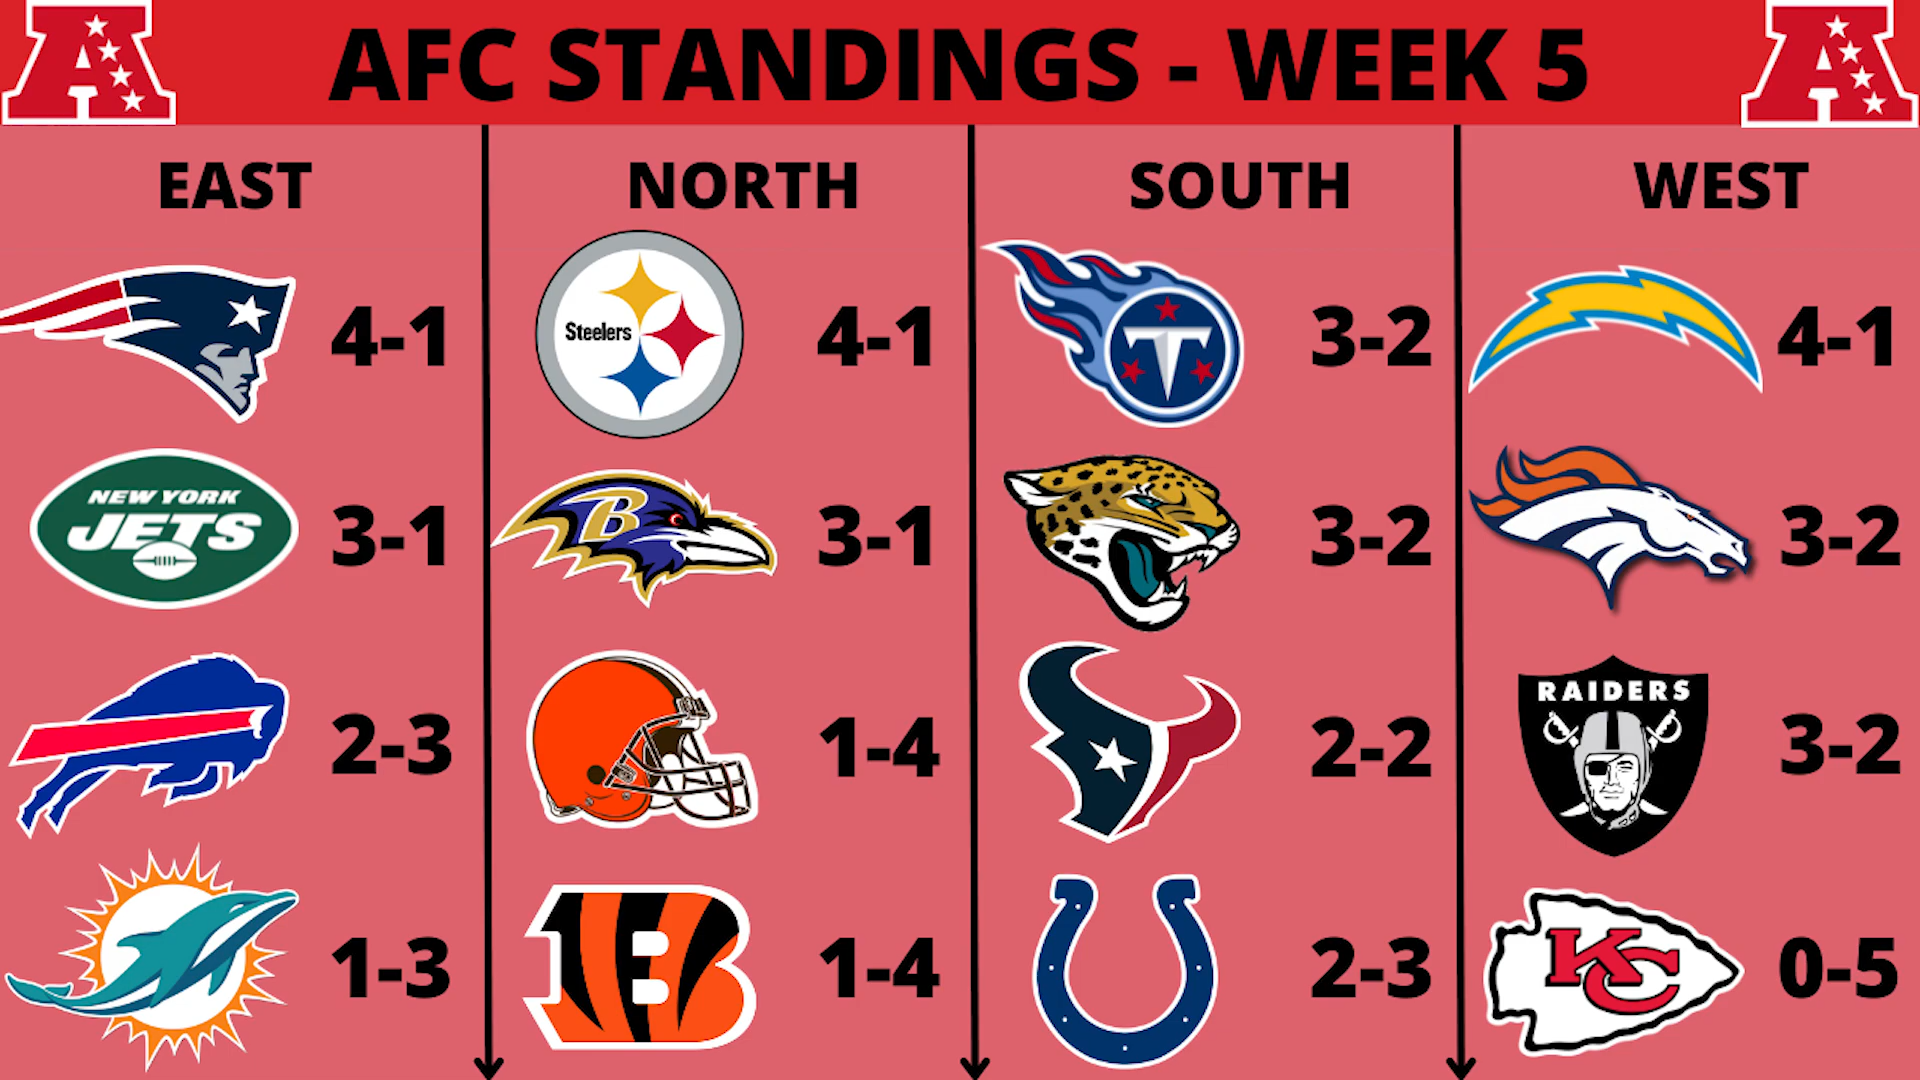 AFC STANDINGS - WEEK 5
EAST
4-1
NEW YORK
JETS
3-1
2-3
1-3
NORTH
Steelers
4-1
B
3-1
1-4
B
1-4
SOUTH
T
3-2
3-2
2-2
2-3
WEST
4-1
3-2
RAIDERS
3-2
KC
0-5